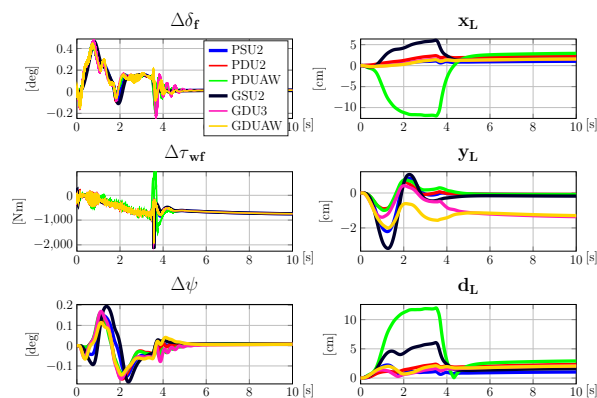 Δδf
[deg]
0.4
0.2
0
−0.2
0 2 4 6 8 10 [s]
PSU2
PDU2
PDUAW
GSU2
GDU3
GDUAW
xL
[cm]
5
0
−5
−10
0 2 4 6 8 10 [s]
Δτwf
[Nm]
0
−1,000
−2,000
0 2 4 6 8 10 [s]
yL
[cm]
0
−2
0 2 4 6 8 10 [s]
Δψ
[deg]
0.2
0.1
0
−0.1
0 2 4 6 8 10 [s]
dL
[cm]
10
5
0
0 2 4 6 8 10 [s]